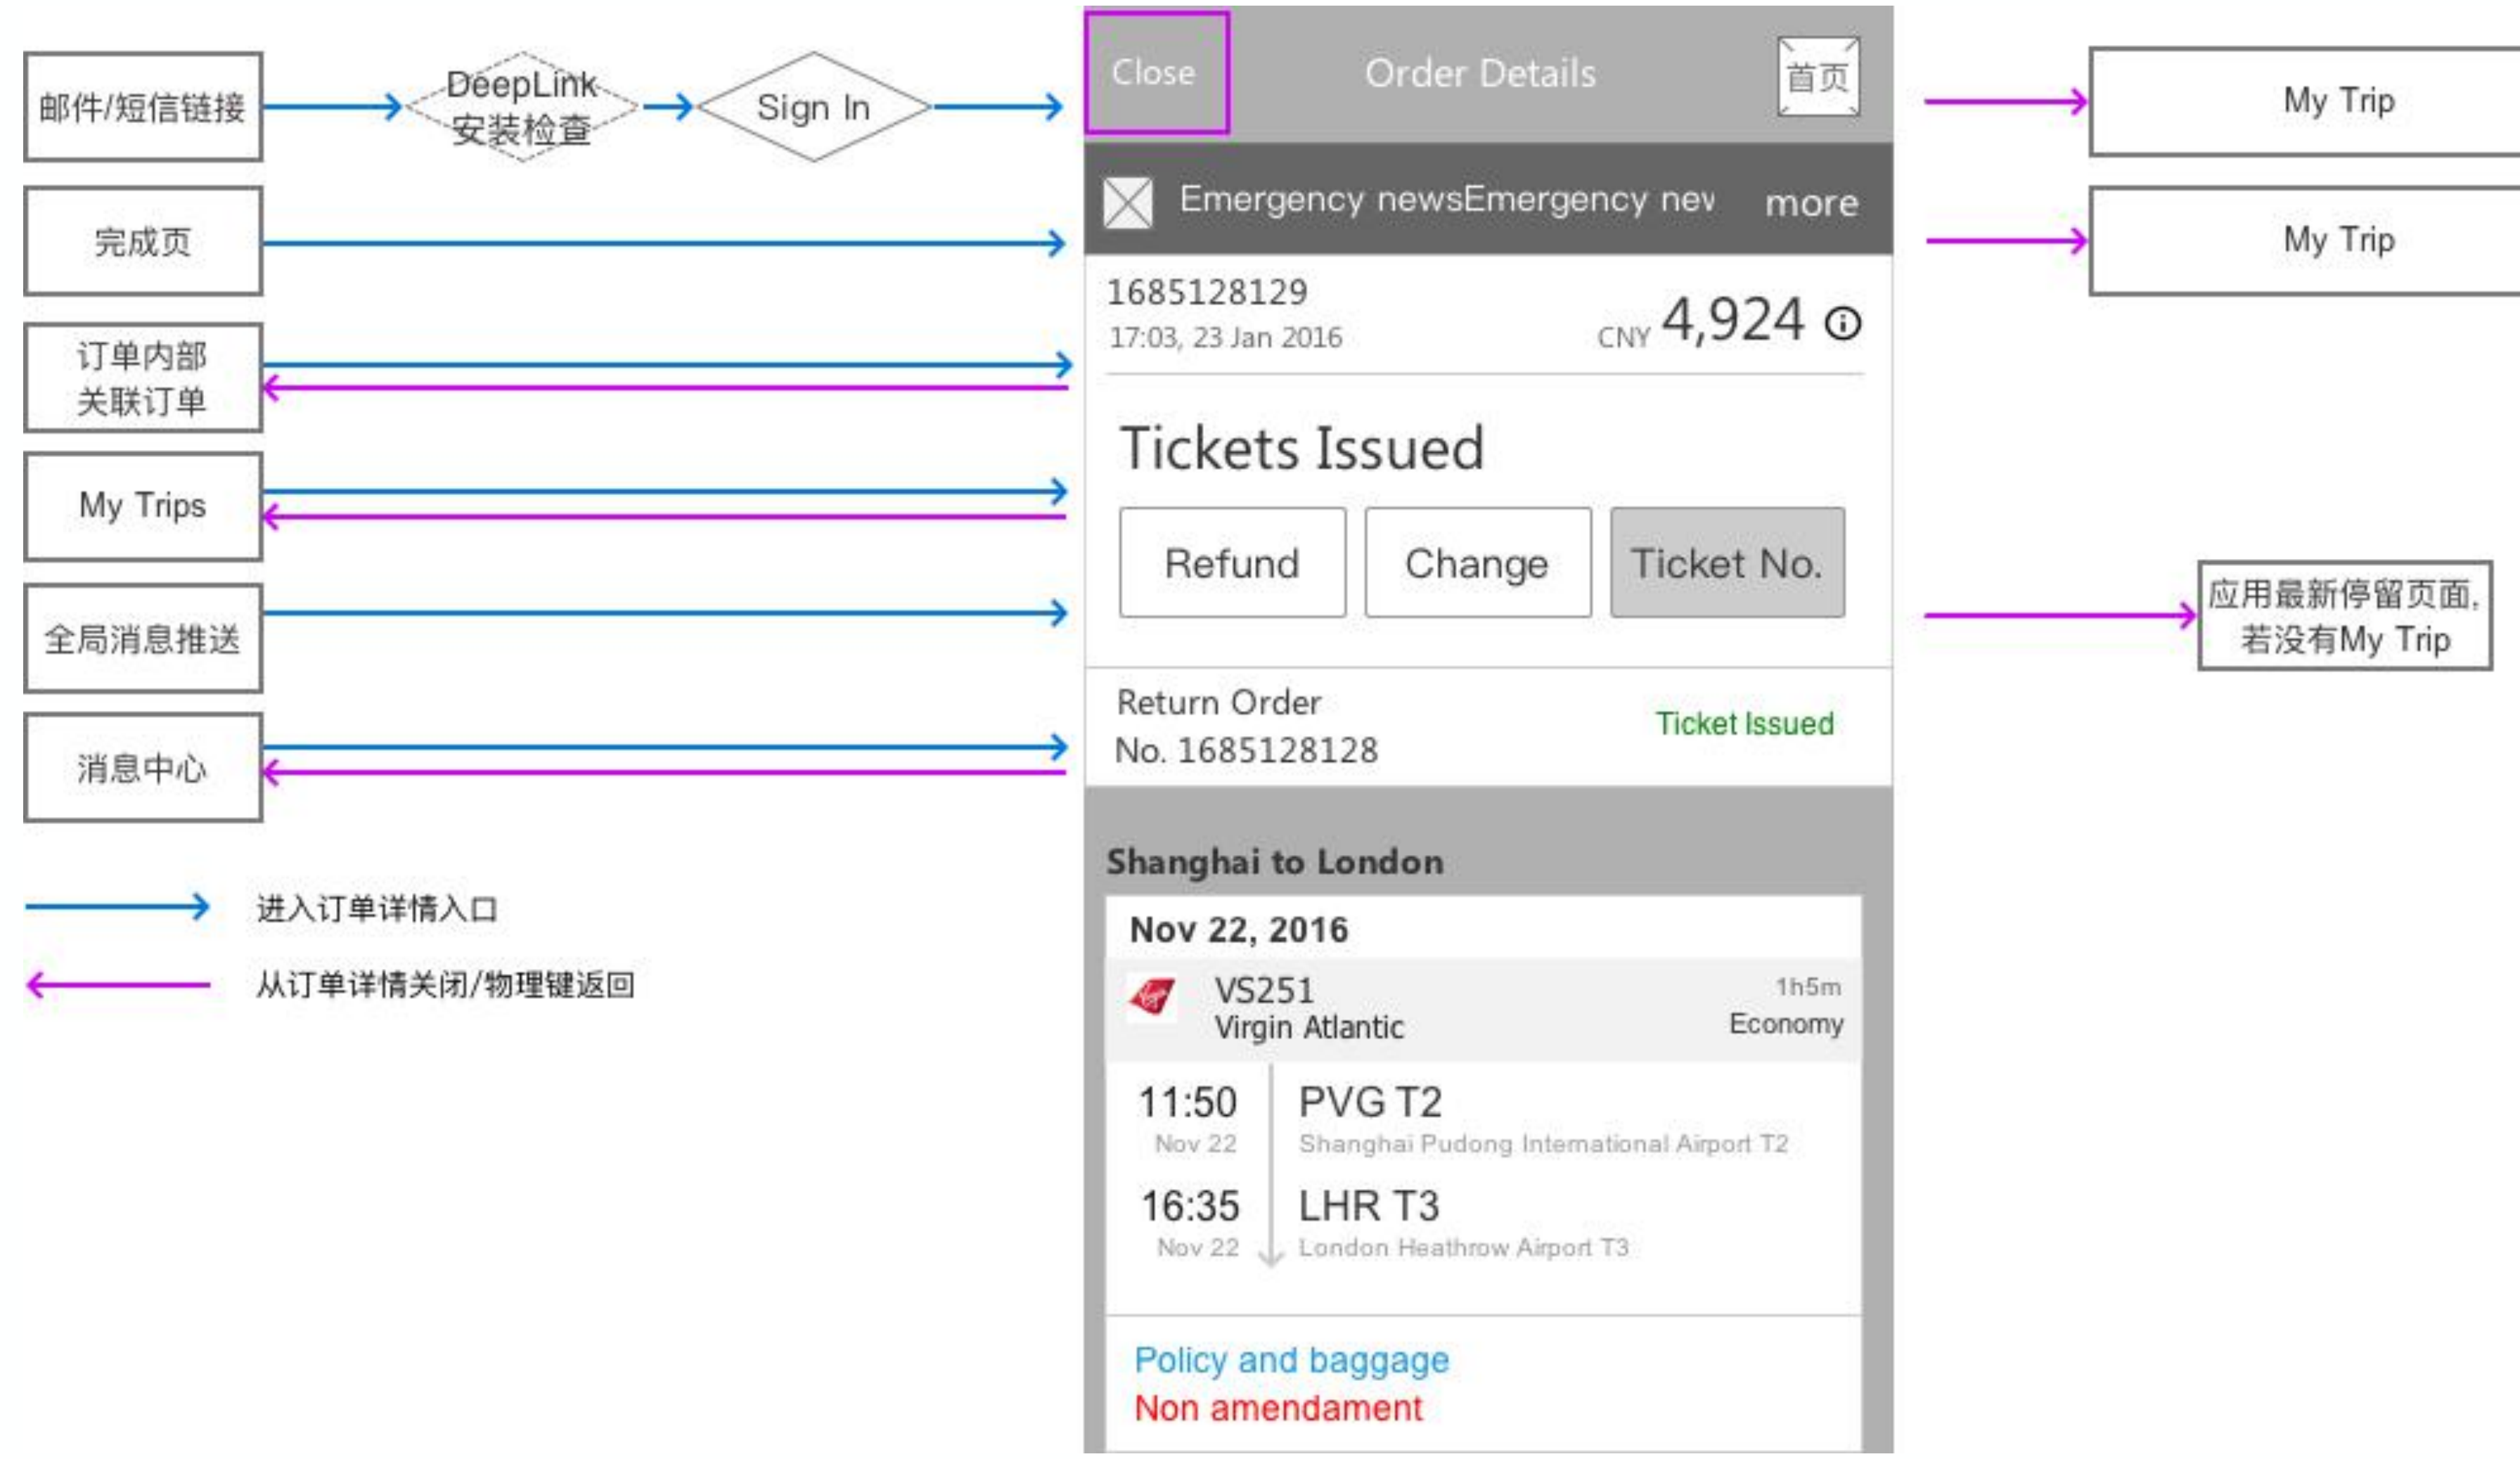 邮件/短信链接
DeepLink
安装检查
Sign In
完成页
订单内部
关联订单
My Trips
全局消息推送
消息中心
进入订单详情入口
从订单详情关闭/物理键返回
Close
Order Details
首页
Emergency newsEmergency nev
more
1685128129
17:03, 23 Jan 2016
CNY 4,924
Tickets Issued
Refund
Change
Ticket No.
Return Order
No. 1685128128
Ticket Issued
Shanghai to London
Nov 22, 2016
VS251
1h5m
Virgin Atlantic
Economy
11:50
PVG T2
Nov 22
Shanghai Pudong International Airport T2
16:35
LHR T3
Nov 22
London Heathrow Airport T3
Policy and baggage
Non amendament
My Trip
My Trip
应用最新停留页面,
若没有My Trip